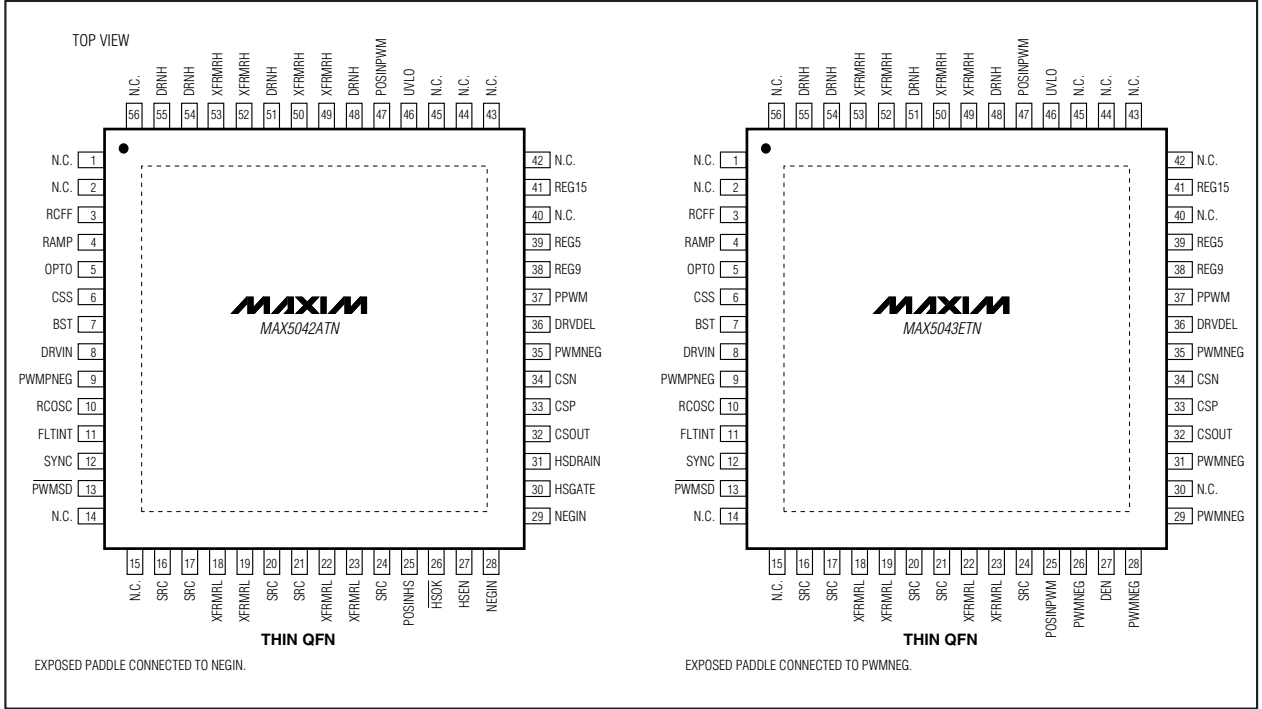 TOP VIEW
N.C. DRNH DRNH XFRMRH XFRMRH DRNH XFRMRH XFRMRH DRNH POSINPWM UVLO N.C. N.C. N.C.
56 55 54 53 52 51 50 49 48 47 46 45 44 43
N.C. 1
N.C. 2
RCFF 3
RAMP 4
OPTO 5
CSS 6
BST 7
DRVIN 8
PWMPNEG 9
RCOSC 10
FLTINT 11
SYNC 12
PWMSD 13
N.C. 14
MAXIM
MAX5042ATN
42 N.C.
41 REG15
40 N.C.
39 REG5
38 REG9
37 PPWM
36 DRVDEL
35 PWMNEG
34 CSN
33 CSP
32 CSOUT
31 HSDRAIN
30 HSGATE
29 NEGIN
15 16 17 18 19 20 21 22 23 24 25 26 27 28
N.C. SRC SRC XFRMRL XFRMRL SRC SRC XFRMRL XFRMRL SRC POSINHS HSOK HSEN NEGIN
THIN QFN
EXPOSED PADDLE CONNECTED TO NEGIN.
N.C. DRNH DRNH XFRMRH XFRMRH DRNH XFRMRH XFRMRH DRNH POSINPWM UVLO N.C. N.C. N.C.
56 55 54 53 52 51 50 49 48 47 46 45 44 43
N.C. 1
N.C. 2
RCFF 3
RAMP 4
OPTO 5
CSS 6
BST 7
DRVIN 8
PWMPNEG 9
RCOSC 10
FLTINT 11
SYNC 12
PWMSD 13
N.C. 14
MAXIM
MAX5043ETN
42 N.C.
41 REG15
40 N.C.
39 REG5
38 REG9
37 PPWM
36 DRVDEL
35 PWMNEG
34 CSN
33 CSP
32 CSOUT
31 PWMNEG
30 N.C.
29 PWMNEG
15 16 17 18 19 20 21 22 23 24 25 26 27 28
N.C. SRC SRC XFRMRL XFRMRL SRC SRC XFRMRL XFRMRL SRC POSINPWM PWMNEG DEN PWMNEG
THIN QFN
EXPOSED PADDLE CONNECTED TO PWMNEG.